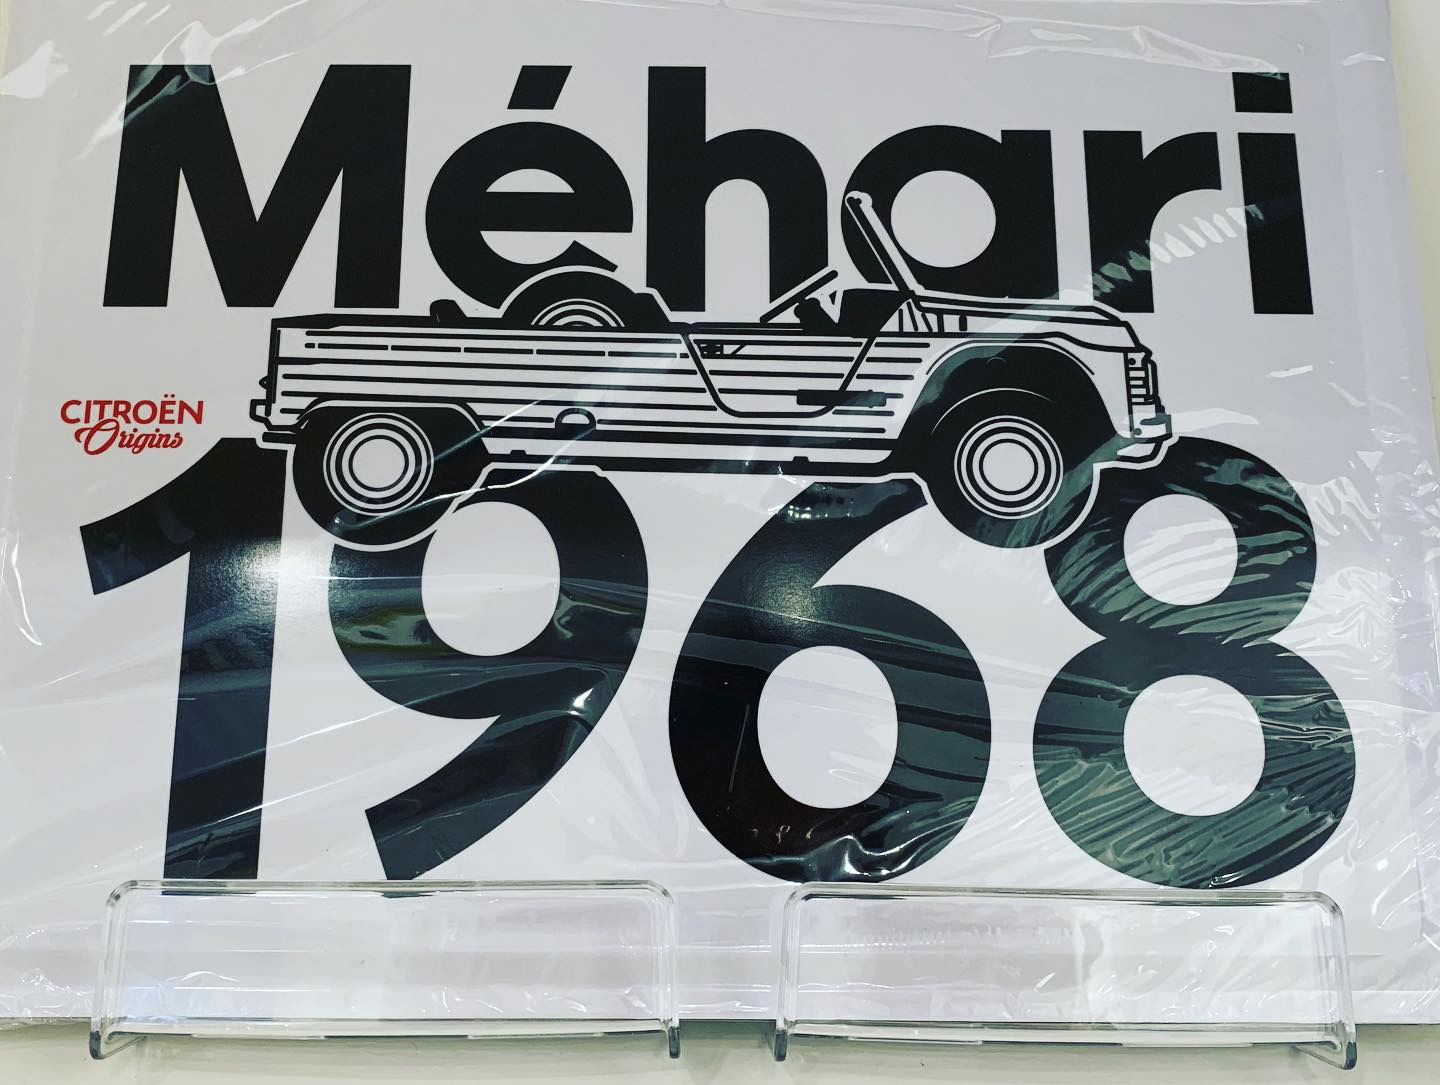 Méhari
CITROËN
Origins
1968